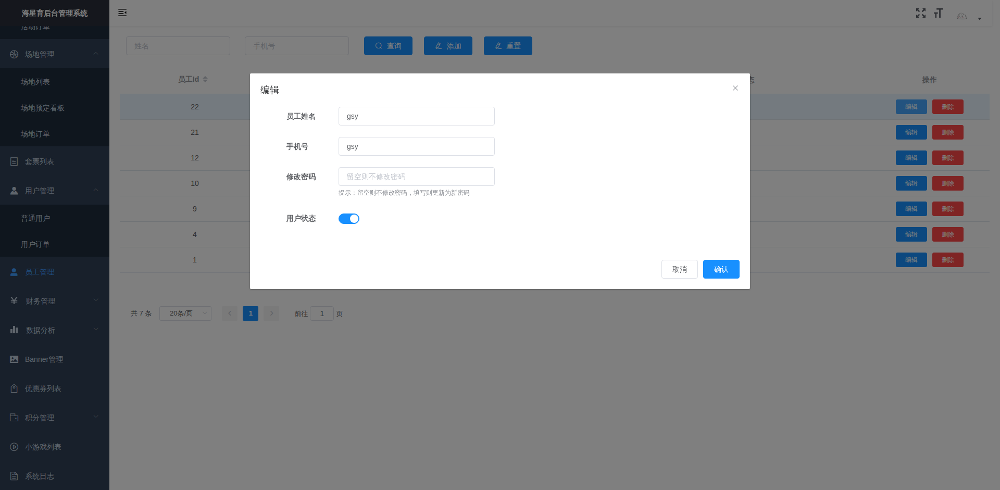 海星育后台管理系统
活动订单
场地管理
场地列表
场地预定看板
场地订单
套票列表
用户管理
普通用户
用户订单
员工管理
财务管理
数据分析
Banner管理
优惠券列表
积分管理
小游戏列表
系统日志
姓名
手机号
查询
添加
重置
员工Id
态
操作
22
编辑 删除
21
编辑 删除
12
编辑 删除
10
编辑 删除
9
编辑 删除
4
编辑 删除
1
编辑 删除
共 7 条
20条/页
1
前往 1 页
编辑
员工姓名 gsy
手机号 gsy
修改密码 留空则不修改密码
提示：留空则不修改密码，填写则更新为新密码
用户状态
取消 确认